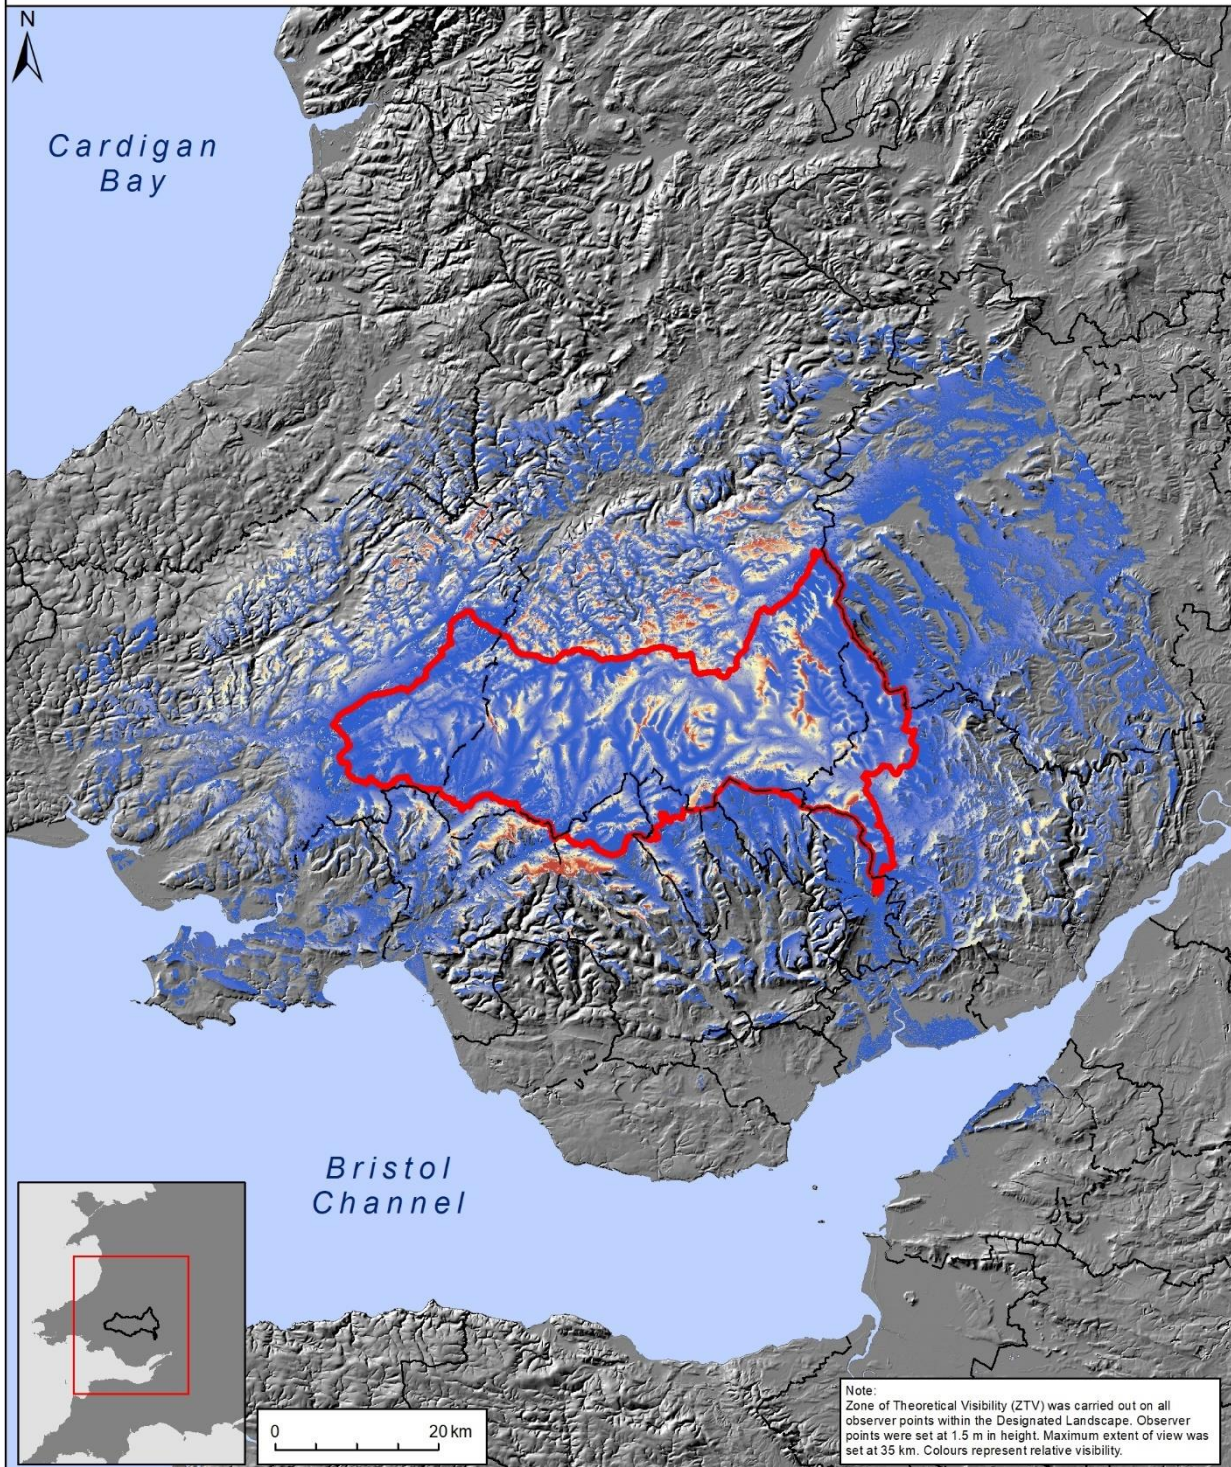 N
Cardigan
Bay
Bristol
Channel
0 20 km
Note:
Zone of Theoretical Visibility (ZTV) was carried out on all
observer points within the Designated Landscape. Observer
points were set at 1.5 m in height. Maximum extent of view was
set at 35 km. Colours represent relative visibility.